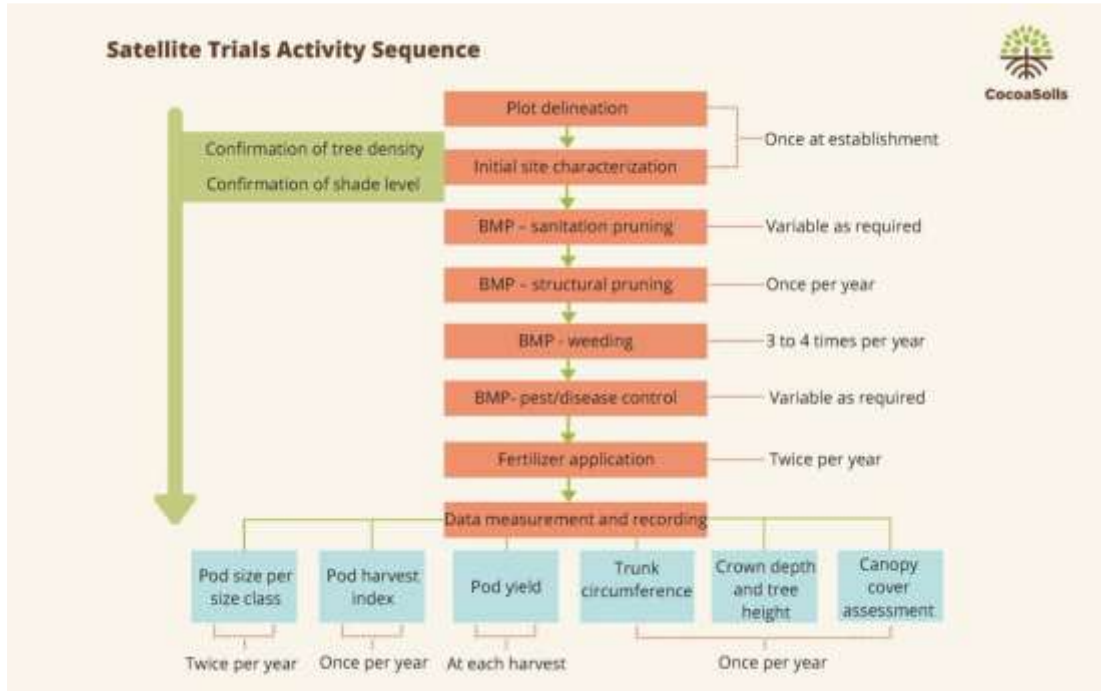 Satellite Trials Activity Sequence
CocoaSoils
Plot delineation
Once at establishment
Confirmation of tree density
Initial site characterization
Confirmation of shade level
BMP – sanitation pruning
Variable as required
BMP – structural pruning
Once per year
BMP - weeding
3 to 4 times per year
BMP- pest/disease control
Variable as required
Fertilizer application
Twice per year
Data measurement and recording
Pod size per
size class
Pod harvest
index
Pod yield
Trunk
circumference
Crown depth
and tree
height
Canopy
cover
assessment
Twice per year
Once per year
At each harvest
Once per year